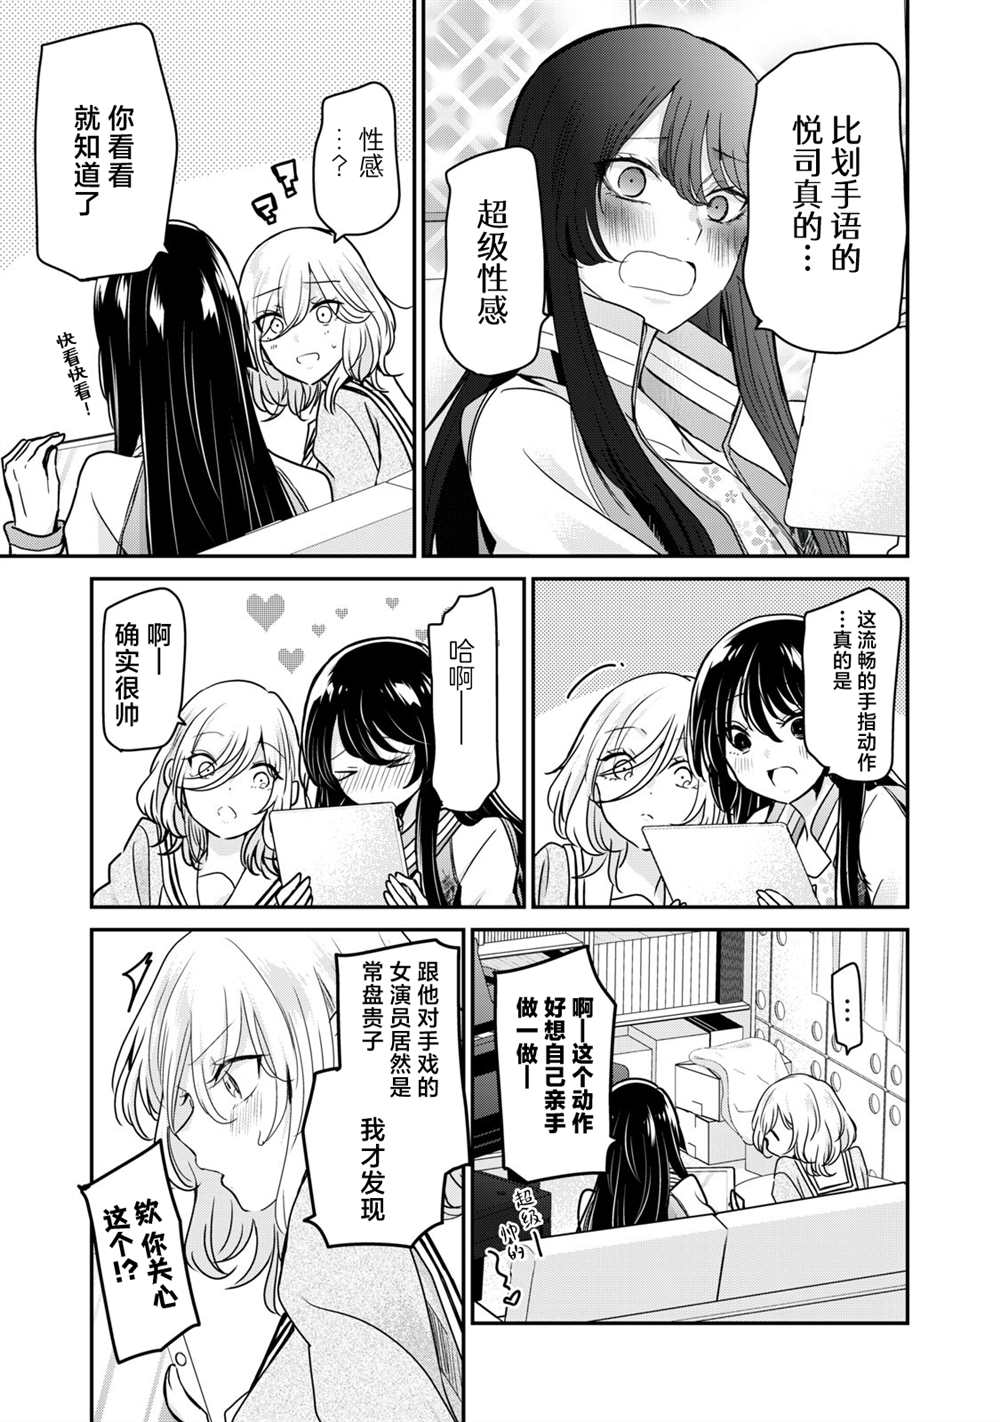 比划手语的
悦司真的…
超级性感
性感
…?
你看看
就知道了
快看快看！
这流畅的手指动作
…真的是
哈啊——
啊—
确实很帅
…
啊—这个动作
好想自己亲手
做一做—
超级
帅的—
跟他对手戏的
女演员居然是
常盘贵子
我才发现
欸你关心
这个!?